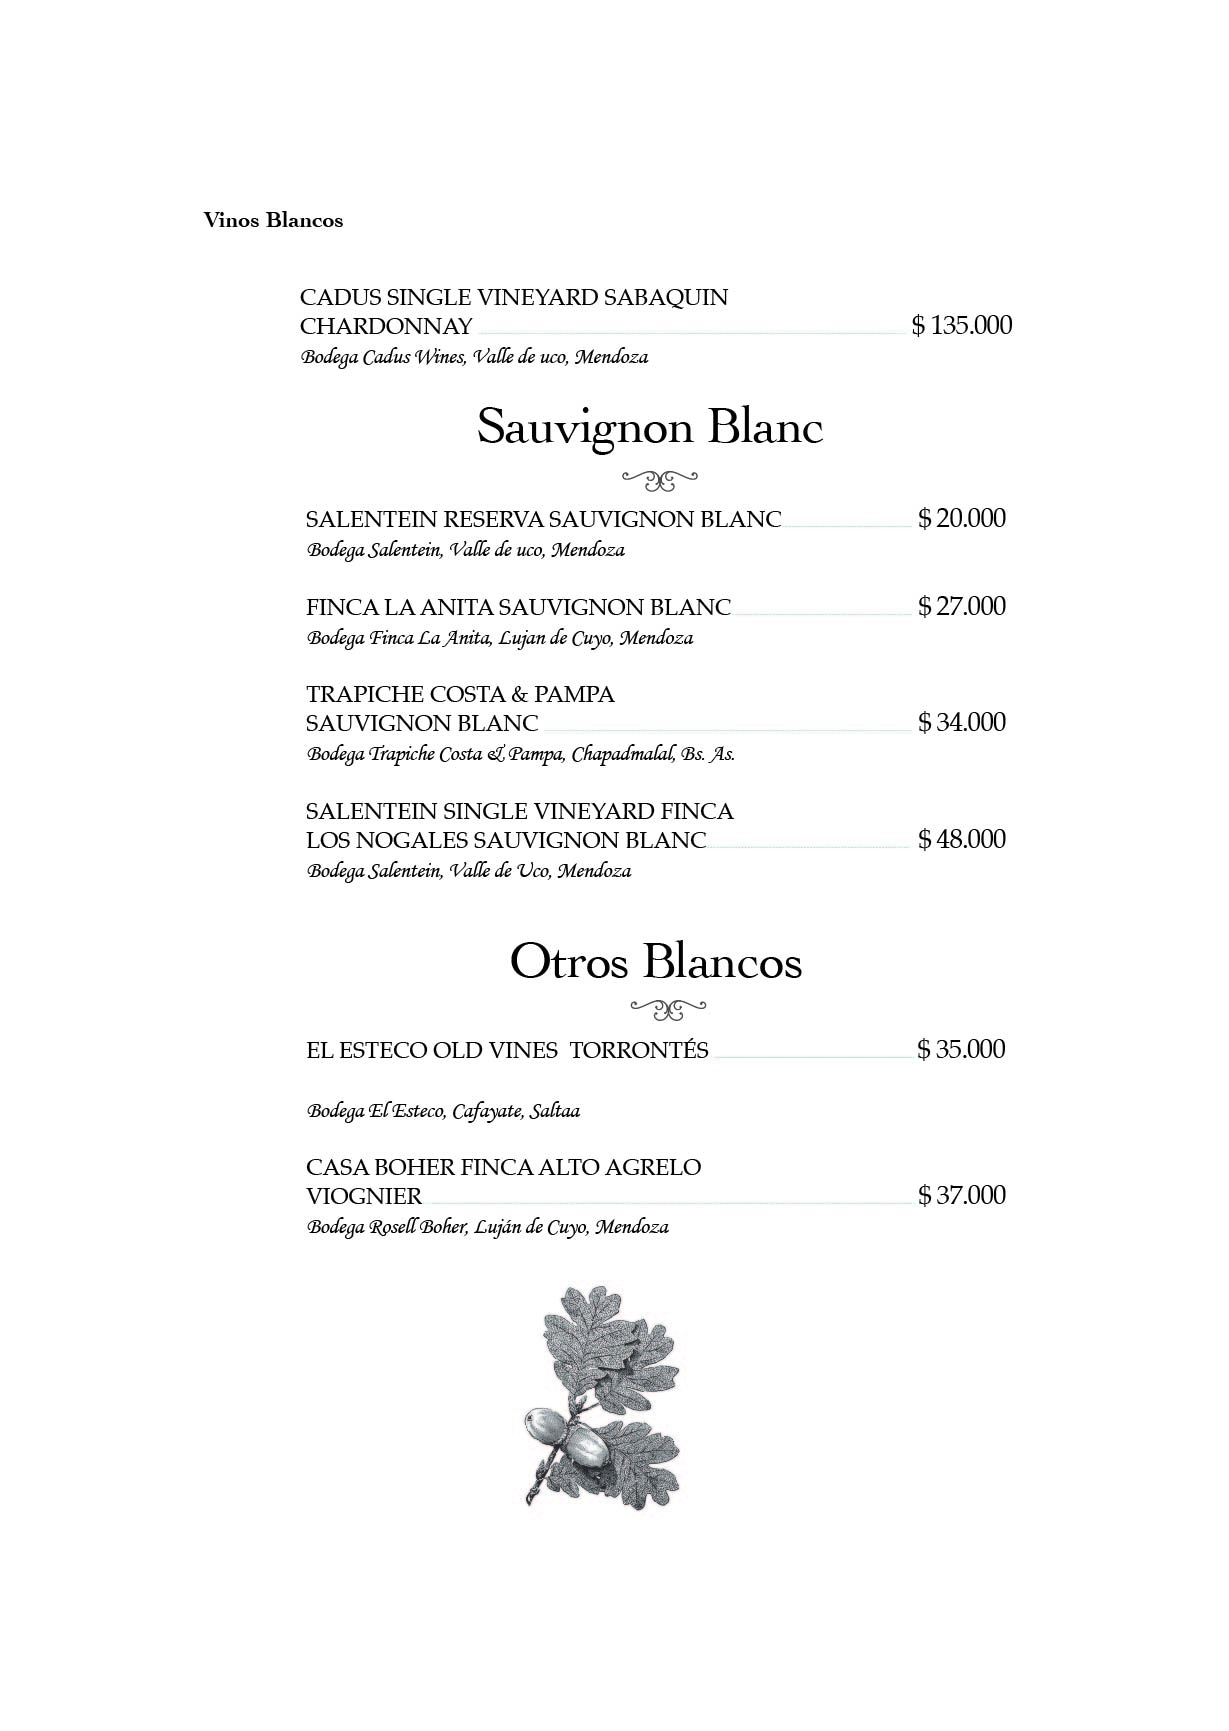 Vinos Blancos
CADUS SINGLE VINEYARD SABAQUIN
CHARDONNAY $ 135.000
Bodega Cadus Wines, Valle de uco, Mendoza
Sauvignon Blanc
SALENTEIN RESERVA SAUVIGNON BLANC $ 20.000
Bodega Salentein, Valle de uco, Mendoza
FINCA LA ANITA SAUVIGNON BLANC $ 27.000
Bodega Finca La Anita, Lujan de Cuyo, Mendoza
TRAPICHE COSTA & PAMPA
SAUVIGNON BLANC $ 34.000
Bodega Trapiche Costa & Pampa, Chapadmalal, Bs. As.
SALENTEIN SINGLE VINEYARD FINCA
LOS NOGALES SAUVIGNON BLANC $ 48.000
Bodega Salentein, Valle de Uco, Mendoza
Otros Blancos
EL ESTECO OLD VINES TORRONTÉS $ 35.000
Bodega El Esteco, Cafayate, Saltaa
CASA BOHER FINCA ALTO AGRELO
VIOGNIER $ 37.000
Bodega Rosell Boher, Luján de Cuyo, Mendoza